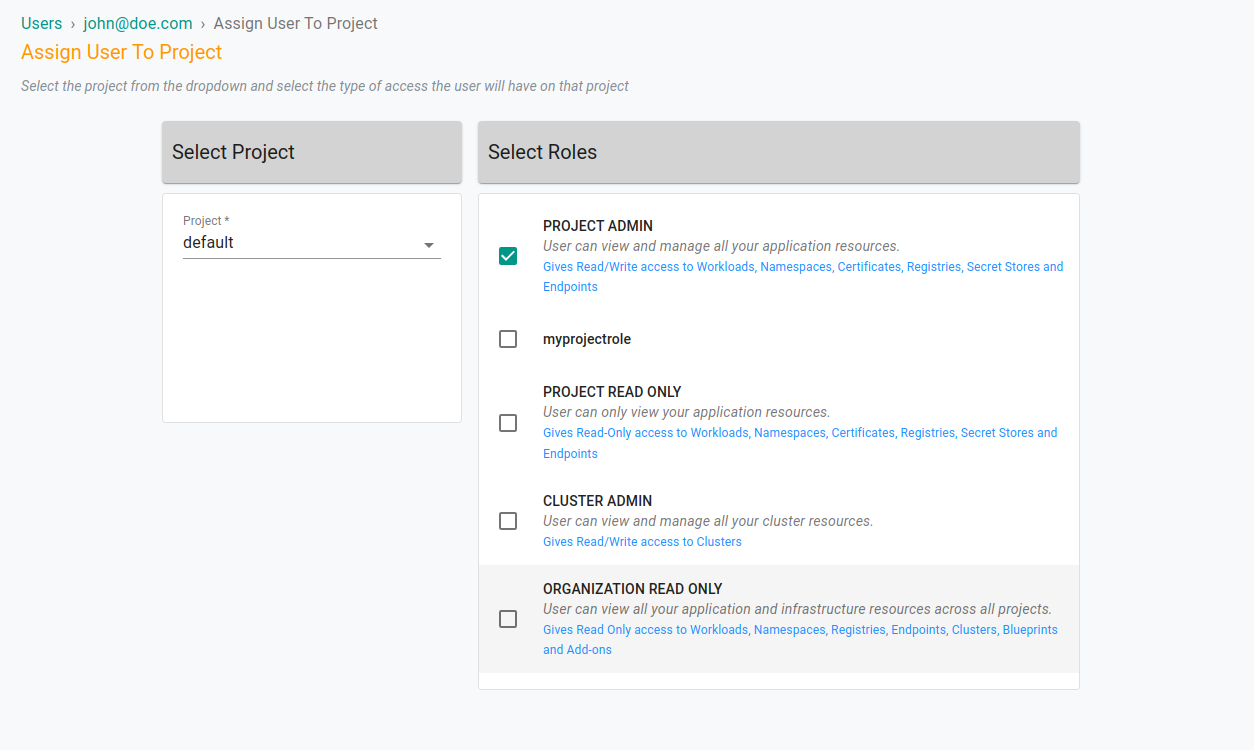 Users › john@doe.com › Assign User To Project
Assign User To Project
Select the project from the dropdown and select the type of access the user will have on that project
Select Project
Project *
default
Select Roles
PROJECT ADMIN
User can view and manage all your application resources.
Gives Read/Write access to Workloads, Namespaces, Certificates, Registries, Secret Stores and
Endpoints
myprojectrole
PROJECT READ ONLY
User can only view your application resources.
Gives Read-Only access to Workloads, Namespaces, Certificates, Registries, Secret Stores and
Endpoints
CLUSTER ADMIN
User can view and manage all your cluster resources.
Gives Read/Write access to Clusters
ORGANIZATION READ ONLY
User can view all your application and infrastructure resources across all projects.
Gives Read Only access to Workloads, Namespaces, Registries, Endpoints, Clusters, Blueprints
and Add-ons